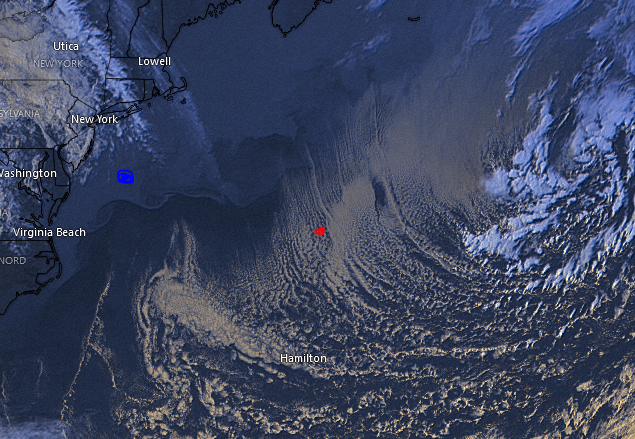 Utica
NEW YORK
Lowell
SYLVANIA
New York
Washington
Virginia Beach
NORD
Hamilton